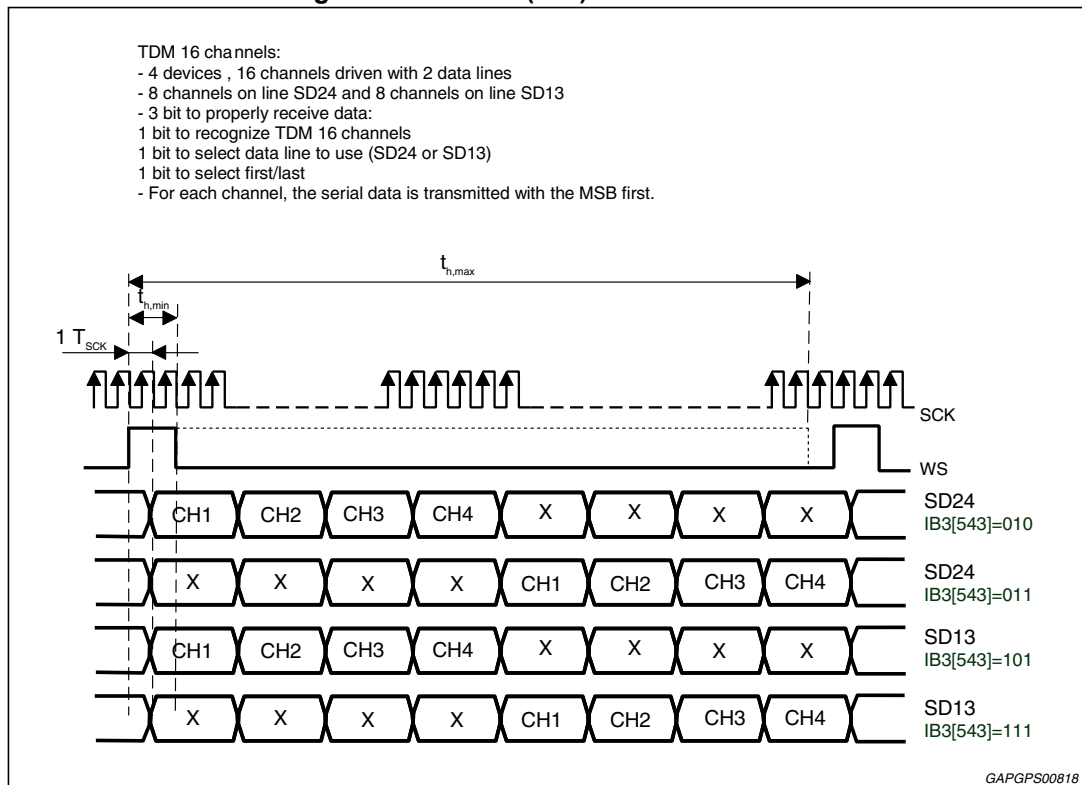 TDM 16 channels:
- 4 devices , 16 channels driven with 2 data lines
- 8 channels on line SD24 and 8 channels on line SD13
- 3 bit to properly receive data:
1 bit to recognize TDM 16 channels
1 bit to select data line to use (SD24 or SD13)
1 bit to select first/last
- For each channel, the serial data is transmitted with the MSB first.
th,max
th,min
1 TSCK
SCK
WS
CH1 CH2 CH3 CH4 X X X X SD24
IB3[543]=010
X X X X CH1 CH2 CH3 CH4 SD24
IB3[543]=011
CH1 CH2 CH3 CH4 X X X X SD13
IB3[543]=101
X X X X CH1 CH2 CH3 CH4 SD13
IB3[543]=111
GAPGPS00818